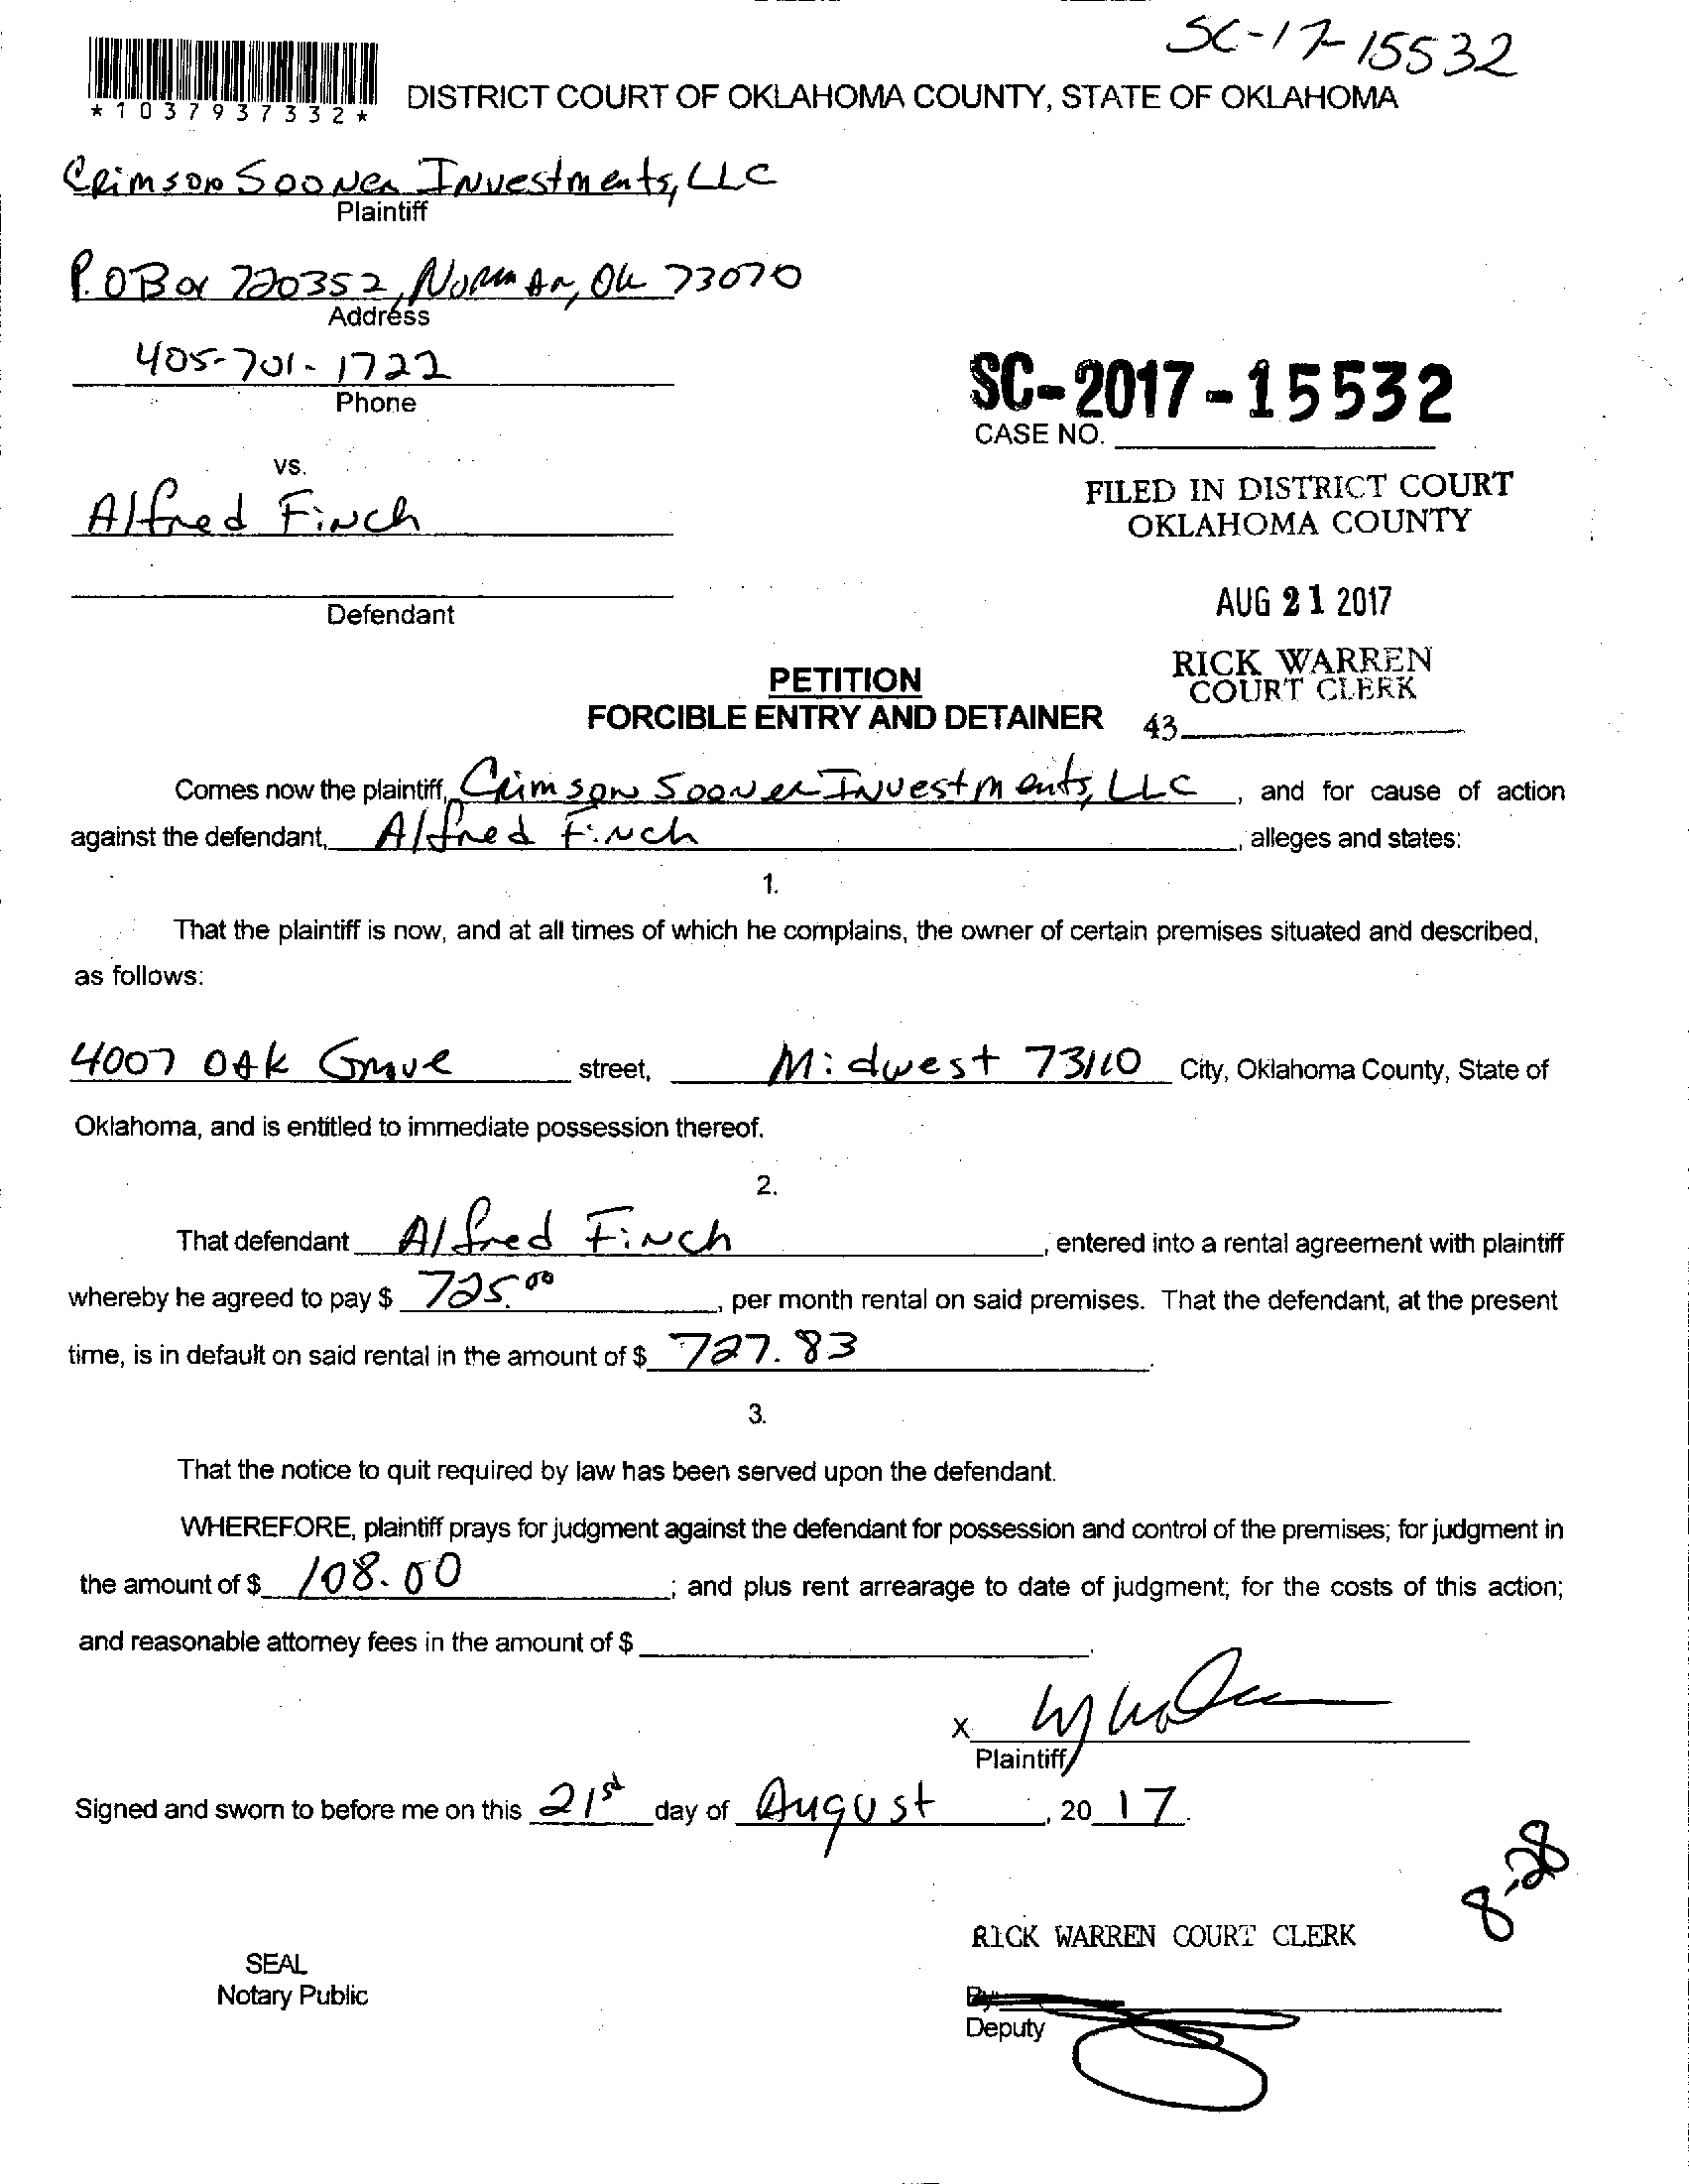 SC-17-15532
*1037937332*
DISTRICT COURT OF OKLAHOMA COUNTY, STATE OF OKLAHOMA
Crimson Sooner Investments, LLC
Plaintiff
P.O Box 720352, Norman, Ok 73070
Address
405-701-1722
Phone
SC-2017-15532
CASE NO.
vs.
FILED IN DISTRICT COURT
OKLAHOMA COUNTY
Alfred Finch
AUG 21 2017
Defendant
RICK WARREN
COURT CLERK
43
PETITION
FORCIBLE ENTRY AND DETAINER
Comes now the plaintiff, Crimson Sooner Investments, LLC, and for cause of action
against the defendant, Alfred Finch, alleges and states:
1.
That the plaintiff is now, and at all times of which he complains, the owner of certain premises situated and described,
as follows:
4007 Oak Grove street, Midwest 73110 City, Oklahoma County, State of
Oklahoma, and is entitled to immediate possession thereof.
2.
That defendant Alfred Finch, entered into a rental agreement with plaintiff
whereby he agreed to pay $ 725.00, per month rental on said premises. That the defendant, at the present
time, is in default on said rental in the amount of $ 727.83.
3.
That the notice to quit required by law has been served upon the defendant.
WHEREFORE, plaintiff prays for judgment against the defendant for possession and control of the premises; for judgment in
the amount of $ 108.00; and plus rent arrearage to date of judgment; for the costs of this action;
and reasonable attorney fees in the amount of $
x
Plaintiff
Signed and sworn to before me on this 21st day of August, 20 17.
8-28
RICK WARREN COURT CLERK
SEAL
Notary Public
By:
Deputy